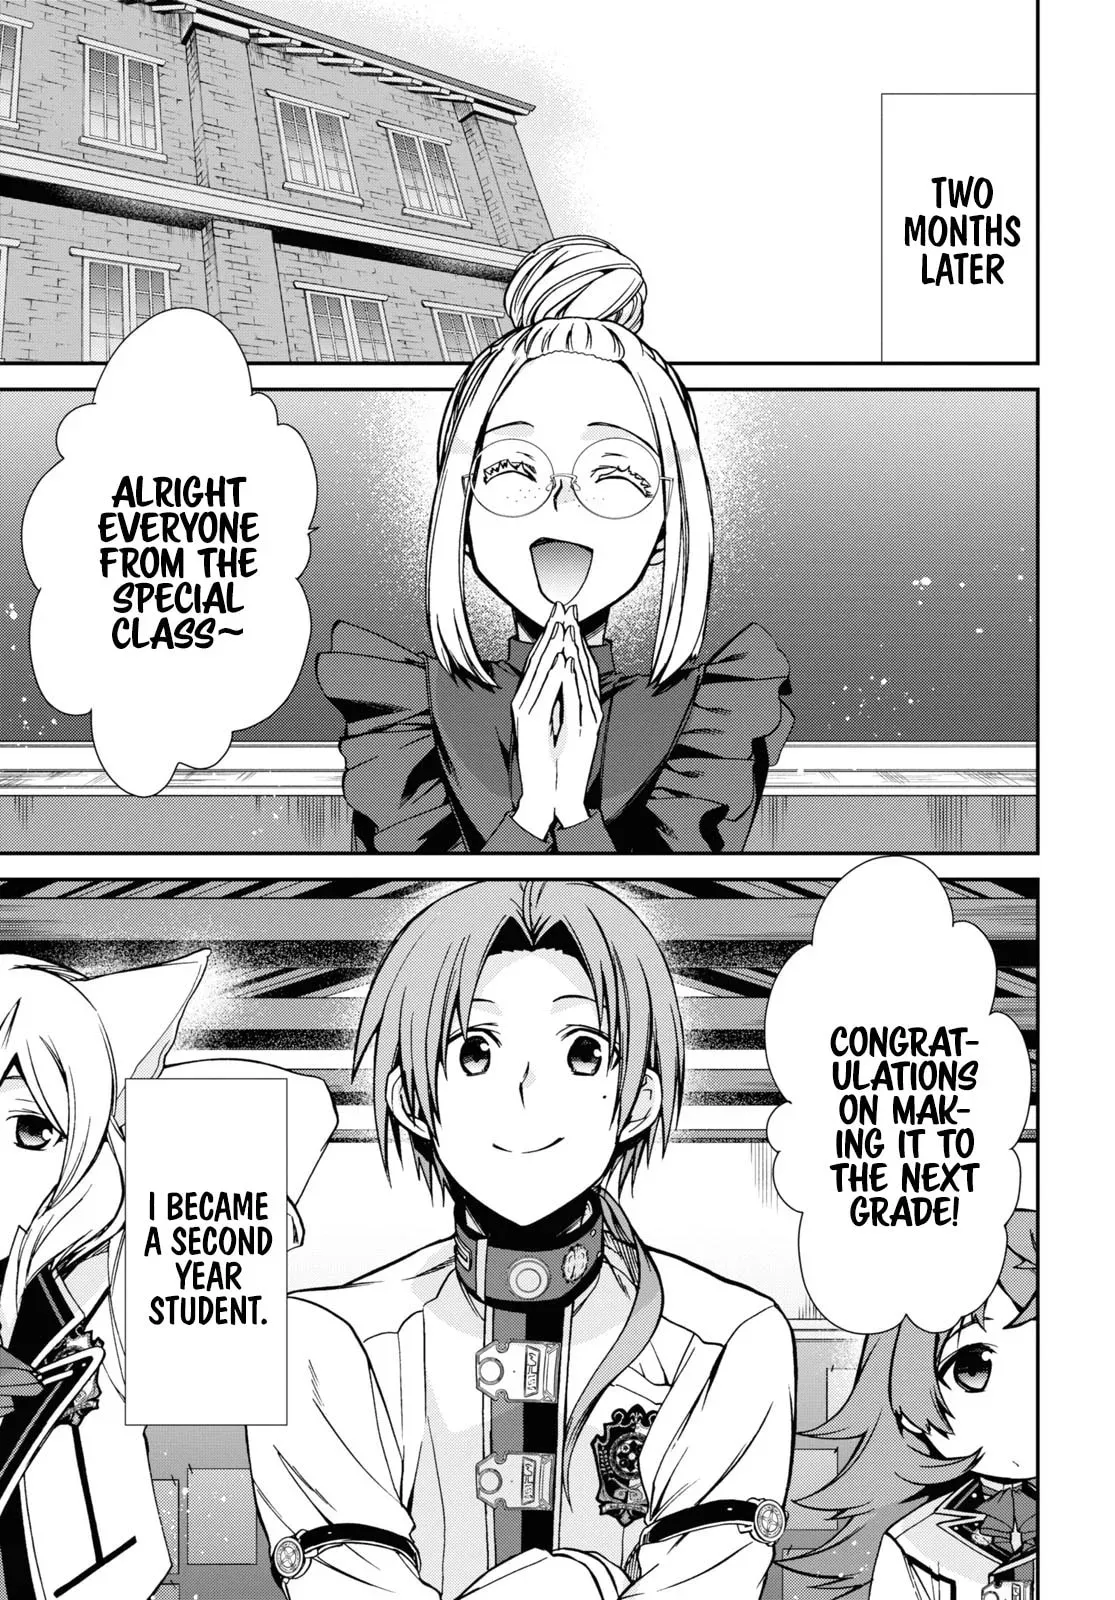 TWO
MONTHS
LATER
ALRIGHT
EVERYONE
FROM THE
SPECIAL
CLASS~
CONGRAT-
ULATIONS
ON MAK-
ING IT TO
THE NEXT
GRADE!
I BECAME
A SECOND
YEAR
STUDENT.